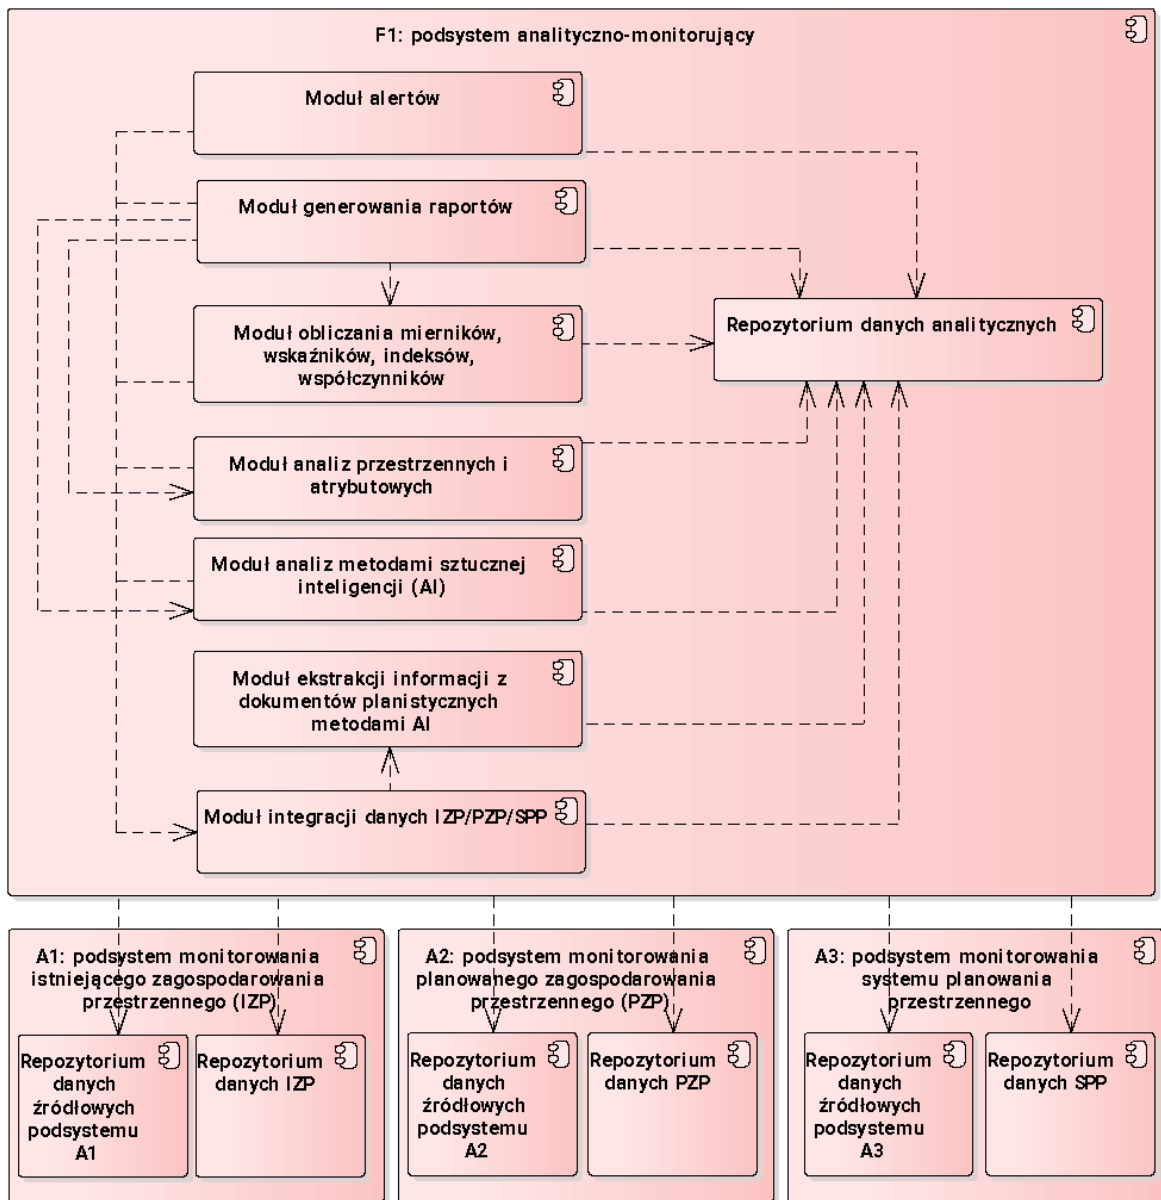 F1: podsystem analityczno-monitorujący
Moduł alertów
Moduł generowania raportów
Moduł obliczania mierników,
wskaźników, indeksów,
współczynników
Repozytorium danych analitycznych
Moduł analiz przestrzennych i
atrybutowych
Moduł analiz metodami sztucznej
inteligencji (AI)
Moduł ekstrakcji informacji z
dokumentów planistycznych
metodami AI
Moduł integracji danych IZP/PZP/SPP
A1: podsystem monitorowania
istniejącego zagospodarowania
przestrzennego (IZP)
Repozytorium
danych
źródłowych
podsystemu
A1
Repozytorium
danych IZP
A2: podsystem monitorowania
planowanego zagospodarowania
przestrzennego (PZP)
Repozytorium
danych
źródłowych
podsystemu
A2
Repozytorium
danych PZP
A3: podsystem monitorowania
systemu planowania
przestrzennego
Repozytorium
danych
źródłowych
podsystemu
A3
Repozytorium
danych SPP